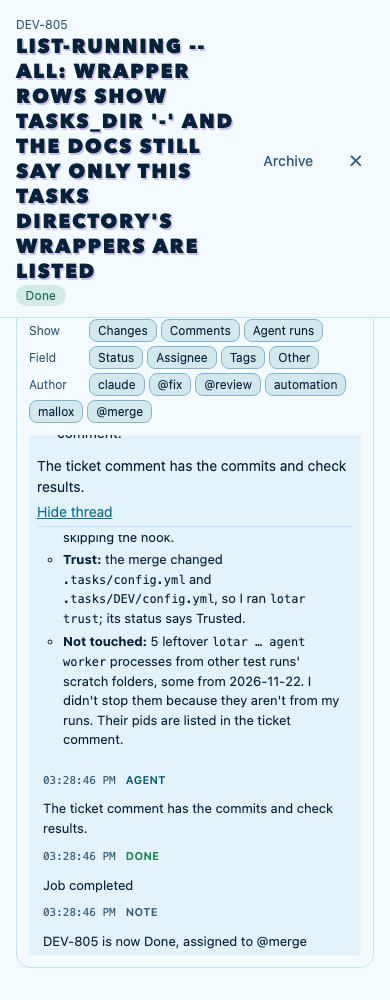 DEV-805
LIST-RUNNING --
ALL: WRAPPER
ROWS SHOW
TASKS_DIR '-' AND
THE DOCS STILL
SAY ONLY THIS
TASKS
DIRECTORY'S
WRAPPERS ARE
LISTED
Archive ✕
Done
Show Changes Comments Agent runs
Field Status Assignee Tags Other
Author claude @fix @review automation
mallox @merge
comment.
The ticket comment has the commits and check
results.
Hide thread
skipping the hook.
Trust: the merge changed
.tasks/config.yml and
.tasks/DEV/config.yml, so I ran lotar
trust; its status says Trusted.
Not touched: 5 leftover lotar … agent
worker processes from other test runs'
scratch folders, some from 2026-11-22. I
didn't stop them because they aren't from my
runs. Their pids are listed in the ticket
comment.
03:28:46 PM AGENT
The ticket comment has the commits and check
results.
03:28:46 PM DONE
Job completed
03:28:46 PM NOTE
DEV-805 is now Done, assigned to @merge